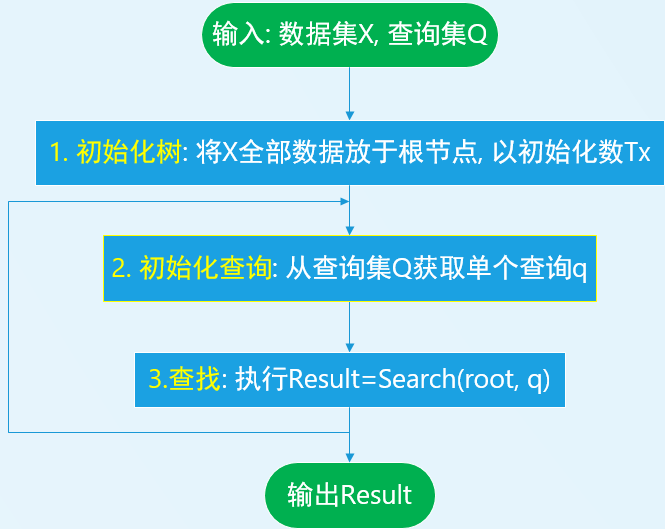 输入: 数据集X, 查询集Q
1. 初始化树: 将X全部数据放于根节点, 以初始化数Tx
2. 初始化查询: 从查询集Q获取单个查询q
3.查找: 执行Result=Search(root, q)
输出Result